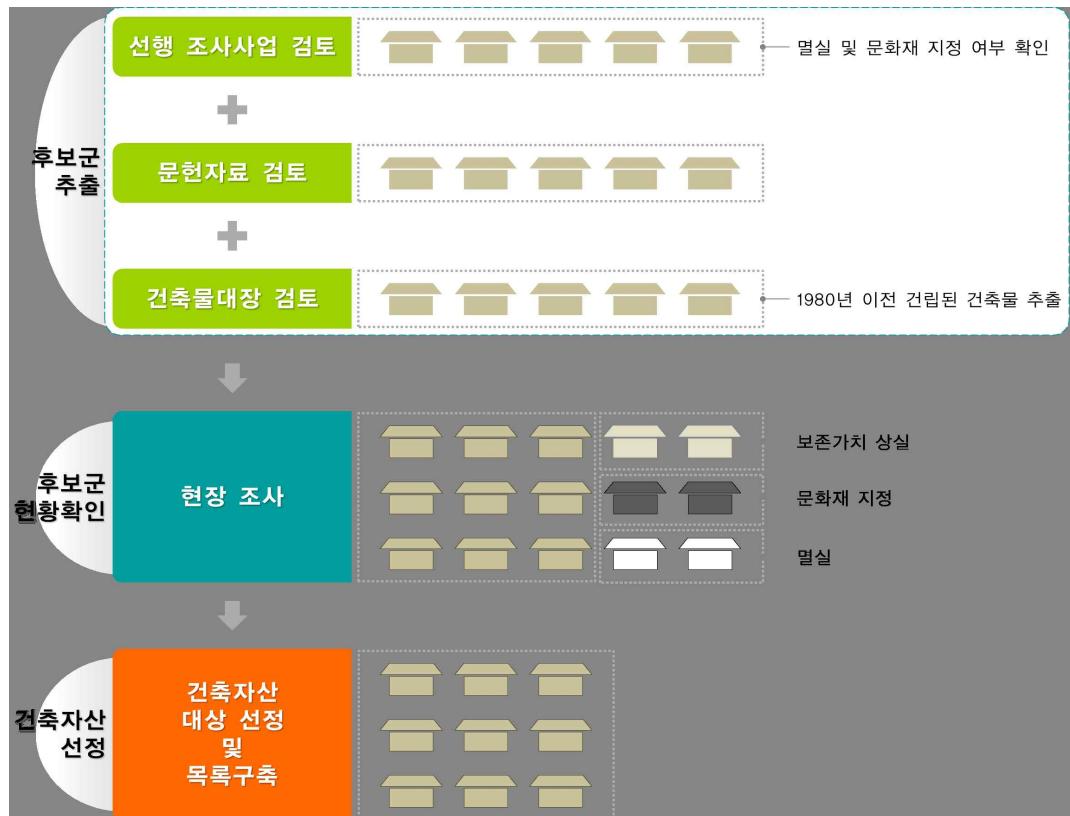 후보군
추출
선행 조사사업 검토
멸실 및 문화재 지정 여부 확인
문헌자료 검토
건축물대장 검토
1980년 이전 건립된 건축물 추출
후보군
현황확인
현장 조사
보존가치 상실
문화재 지정
멸실
건축자산
선정
건축자산
대상 선정
및
목록구축